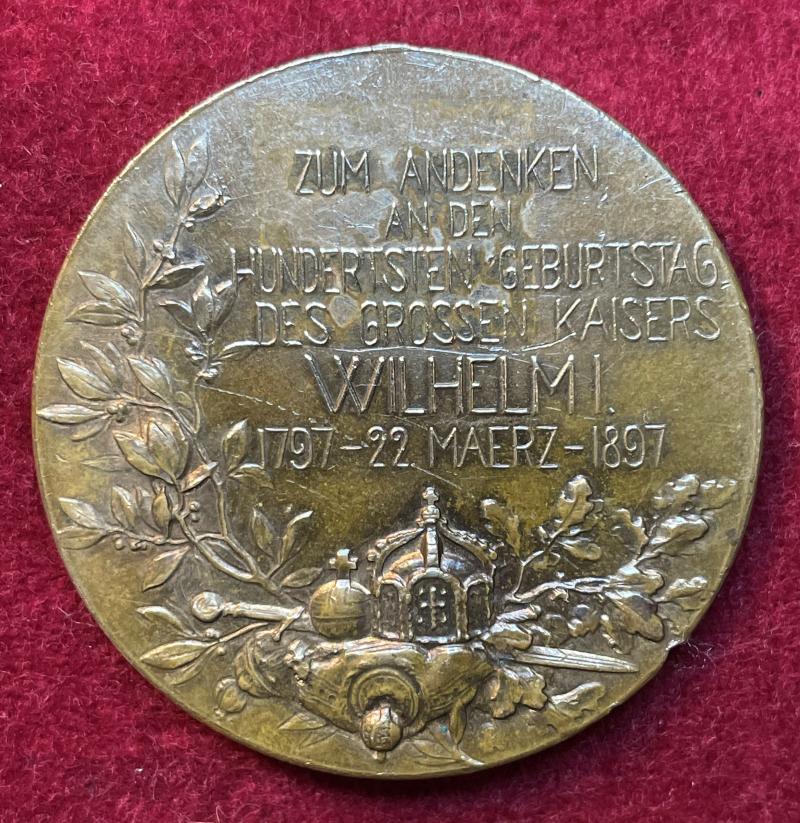 ZUM ANDENKEN
AN DEN
HUNDERTSTEN GEBURTSTAG
DES GROSSEN KAISERS
WILHELM I.
1797 – 22. MAERZ – 1897